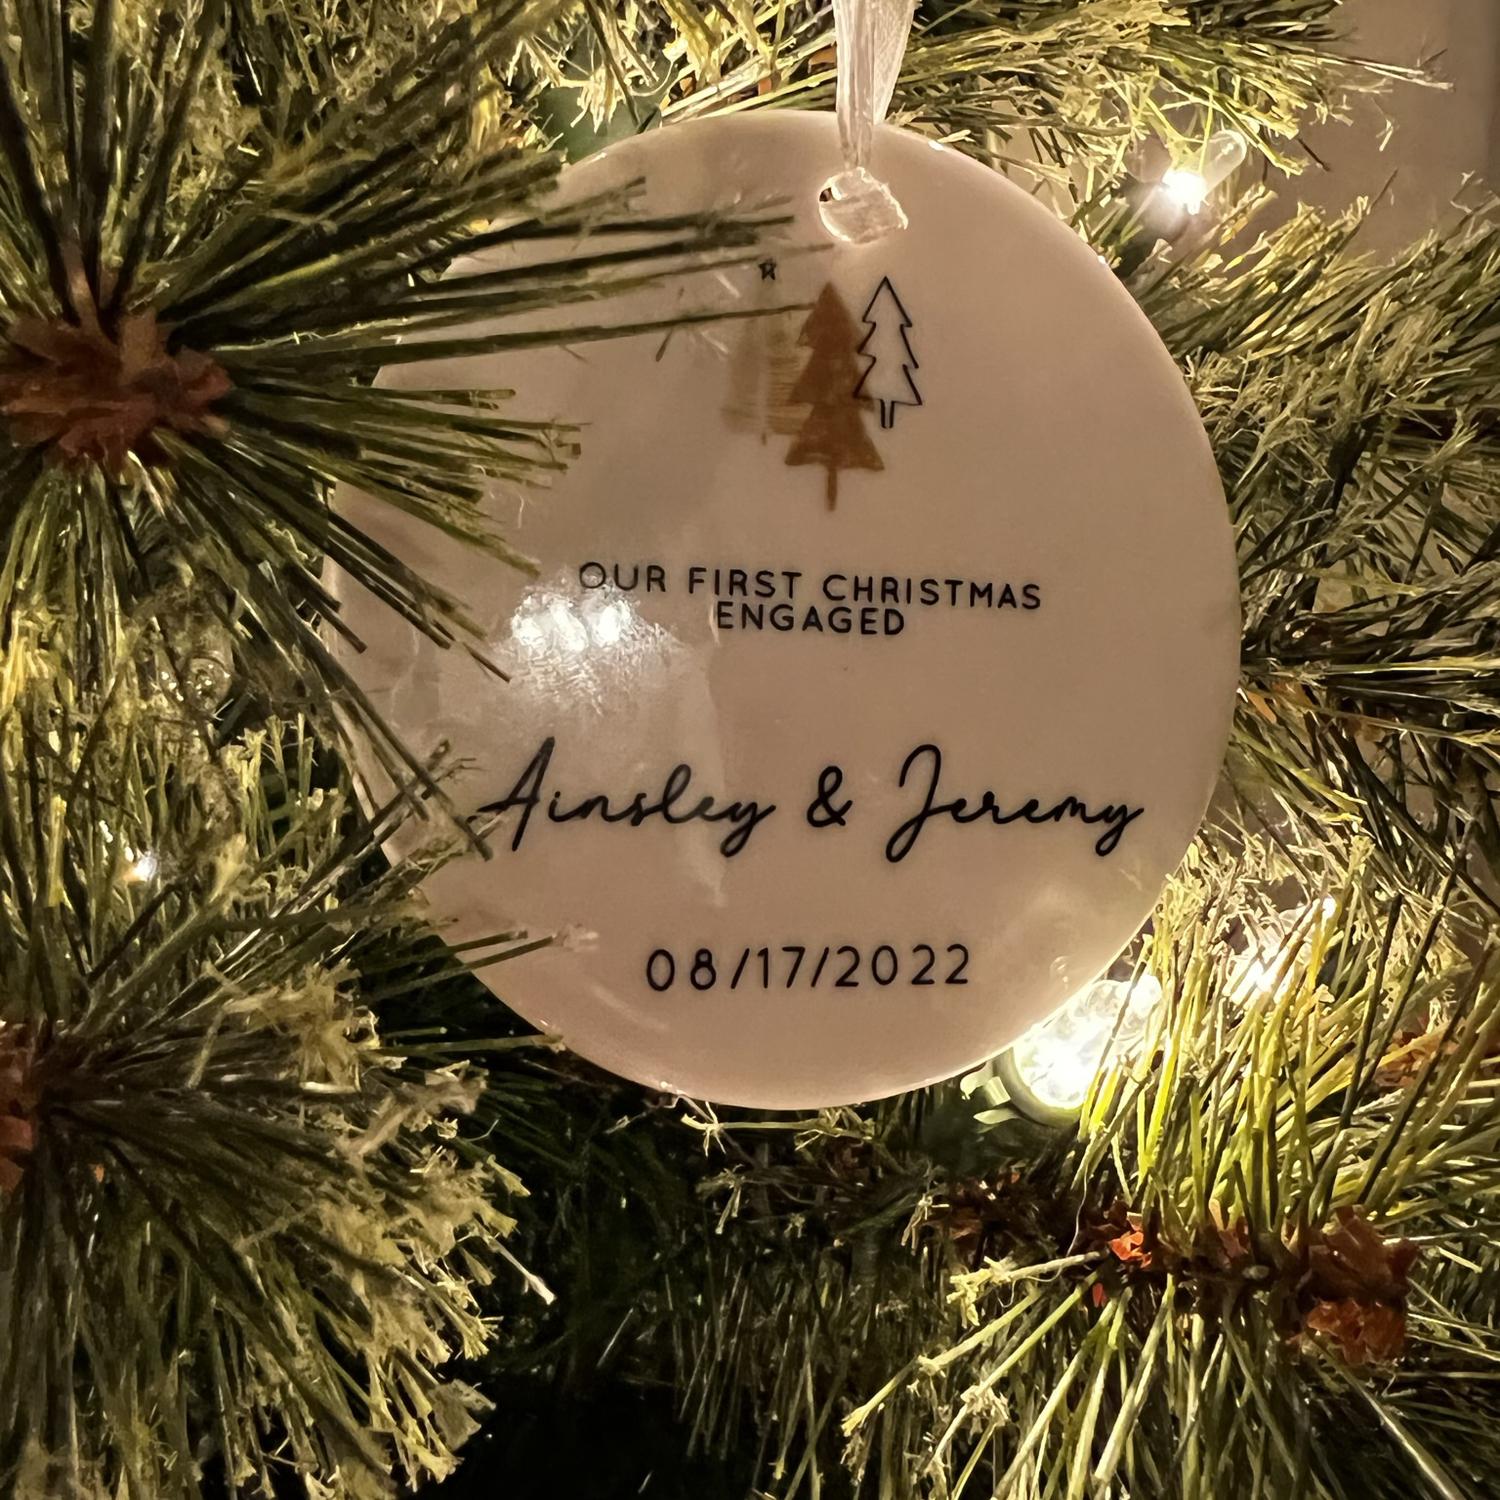 OUR FIRST CHRISTMAS
ENGAGED
Ainsley & Jeremy
08/17/2022